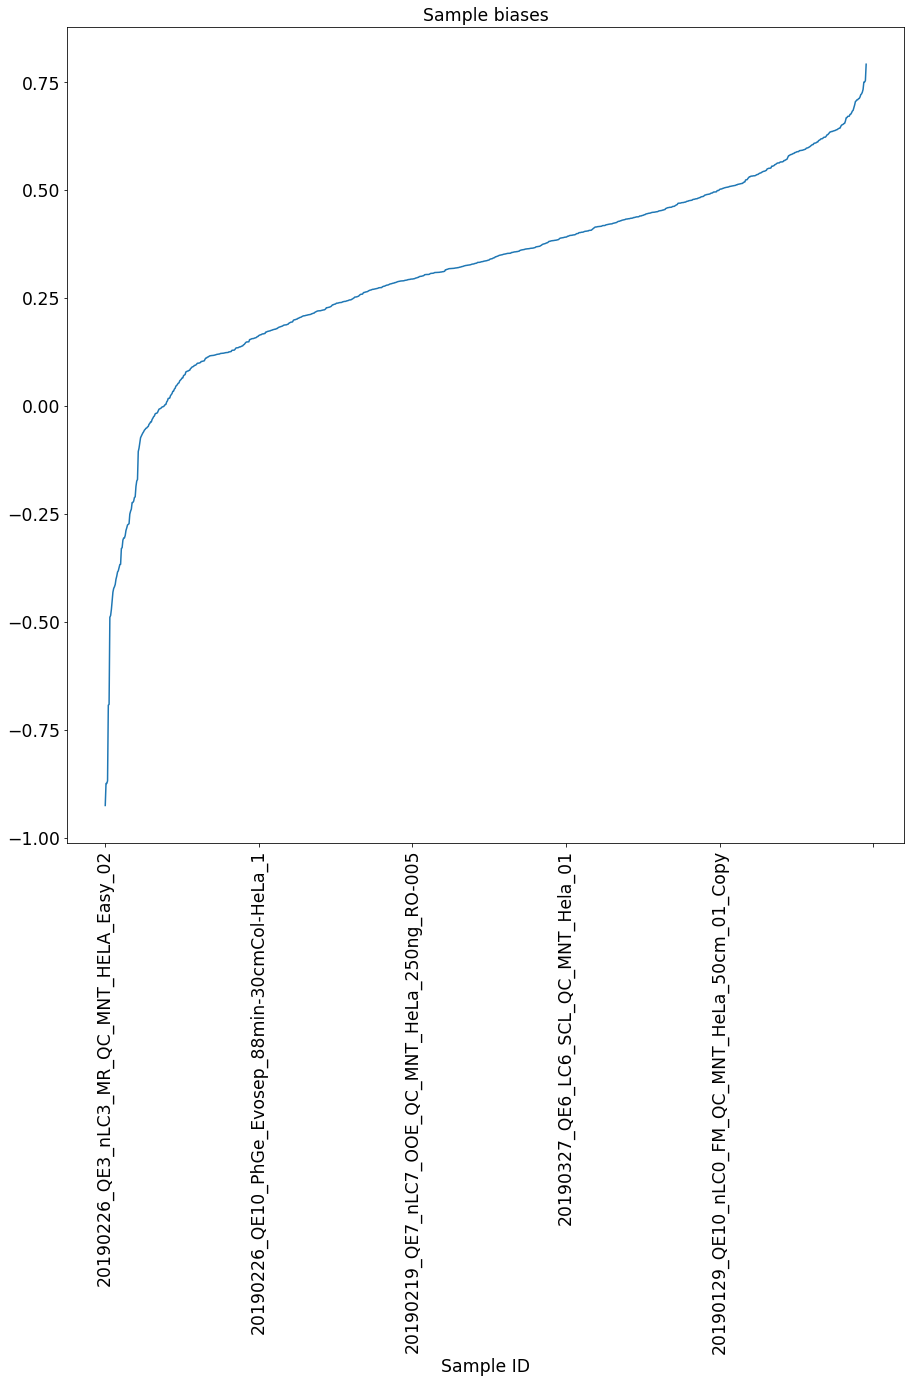 Sample biases
0.75
0.50
0.25
0.00
−0.25
−0.50
−0.75
−1.00
20190226_QE3_nLC3_MR_QC_MNT_HELA_Easy_02
20190226_QE10_PhGe_Evosep_88min-30cmCol-HeLa_1
20190219_QE7_nLC7_OOE_QC_MNT_HeLa_250ng_RO-005
20190327_QE6_LC6_SCL_QC_MNT_Hela_01
20190129_QE10_nLC0_FM_QC_MNT_HeLa_50cm_01_Copy
Sample ID